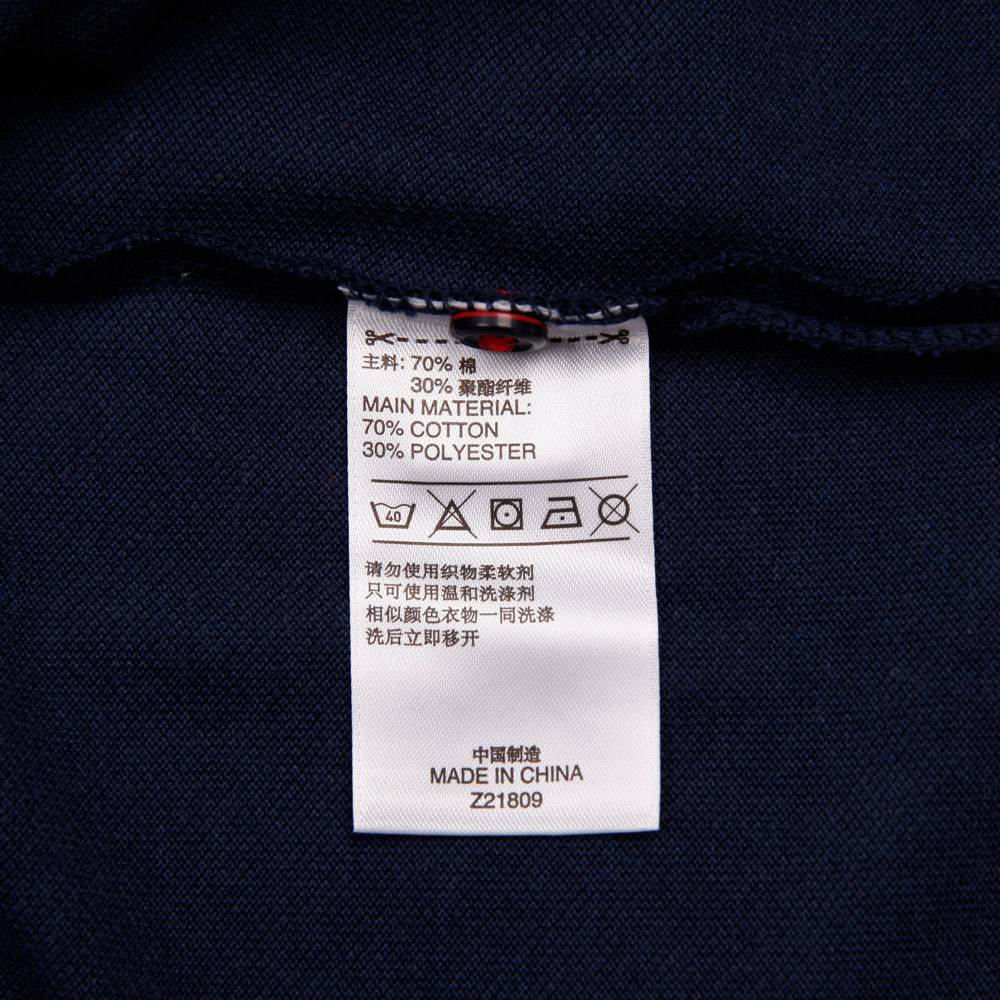 主料: 70% 棉
30% 聚酯纤维
MAIN MATERIAL:
70% COTTON
30% POLYESTER
40
请勿使用织物柔软剂
只可使用温和洗涤剂
相似颜色衣物一同洗涤
洗后立即移开
中国制造
MADE IN CHINA
Z21809